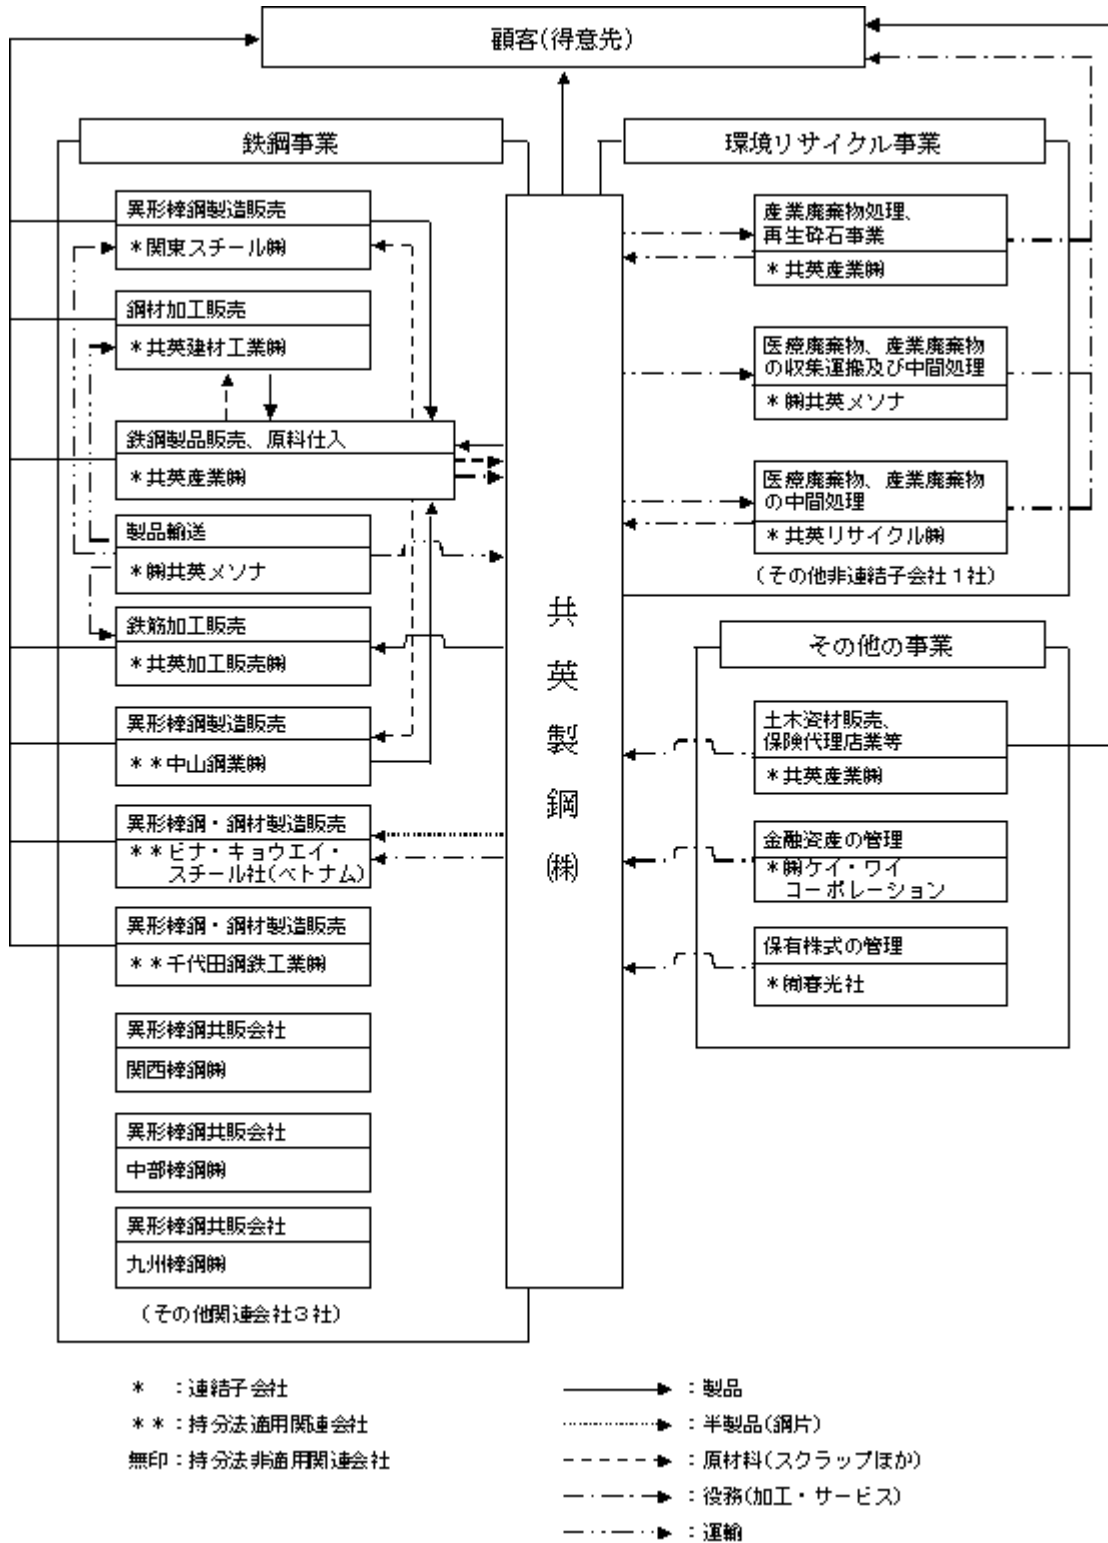 顧客(得意先)
鉄鋼事業
異形棒鋼製造販売
＊関東スチール㈱
鋼材加工販売
＊共英建材工業㈱
鉄鋼製品販売、原料仕入
＊共英産業㈱
製品輸送
＊㈱共英メソナ
鉄筋加工販売
＊共英加工販売㈱
異形棒鋼製造販売
＊＊中山鋼業㈱
異形棒鋼・鋼材製造販売
＊＊ビナ・キョウエイ・
スチール社(ベトナム)
異形棒鋼・鋼材製造販売
＊＊千代田鋼鉄工業㈱
異形棒鋼共販会社
関西棒鋼㈱
異形棒鋼共販会社
中部棒鋼㈱
異形棒鋼共販会社
九州棒鋼㈱
(その他関連会社３社)
共英製鋼㈱
環境リサイクル事業
産業廃棄物処理、
再生砕石事業
＊共英産業㈱
医療廃棄物、産業廃棄物
の収集運搬及び中間処理
＊㈱共英メソナ
医療廃棄物、産業廃棄物
の中間処理
＊共英リサイクル㈱
(その他非連結子会社１社)
その他の事業
土木資材販売、
保険代理店業等
＊共英産業㈱
金融資産の管理
＊㈱ケイ・ワイ
コーポレーション
保有株式の管理
＊㈲春光社
＊　：連結子会社
＊＊：持分法適用関連会社
無印：持分法非適用関連会社
：製品
：半製品(鋼片)
：原材料(スクラップほか)
：役務(加工・サービス)
：運輸